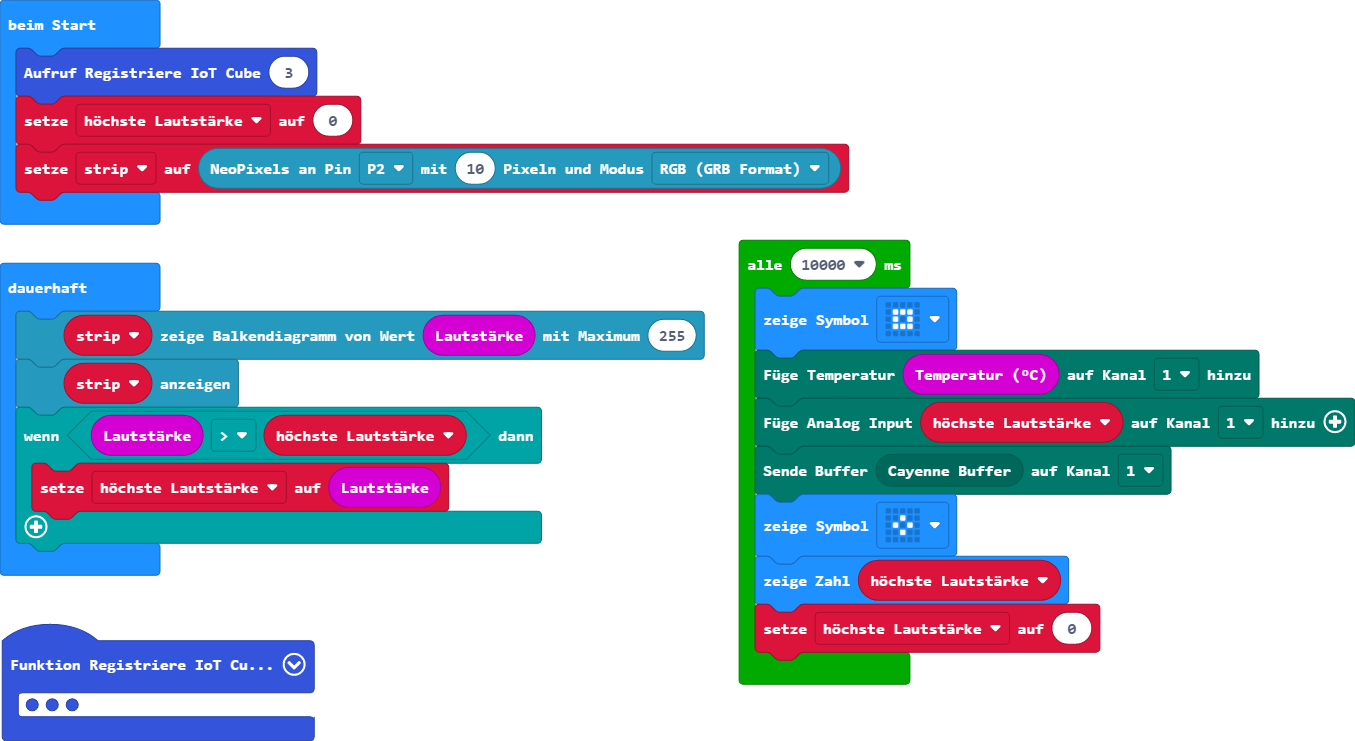 beim Start
Aufruf Registriere IoT Cube 3
setze höchste Lautstärke auf 0
setze strip auf NeoPixels an Pin P2 mit 10 Pixeln und Modus RGB (GRB Format)
dauerhaft
strip zeige Balkendiagramm von Wert Lautstärke mit Maximum 255
strip anzeigen
wenn Lautstärke > höchste Lautstärke dann
setze höchste Lautstärke auf Lautstärke
Funktion Registriere IoT Cu...
alle 10000 ms
zeige Symbol
Füge Temperatur Temperatur (ºC) auf Kanal 1 hinzu
Füge Analog Input höchste Lautstärke auf Kanal 1 hinzu
Sende Buffer Cayenne Buffer auf Kanal 1
zeige Symbol
zeige Zahl höchste Lautstärke
setze höchste Lautstärke auf 0